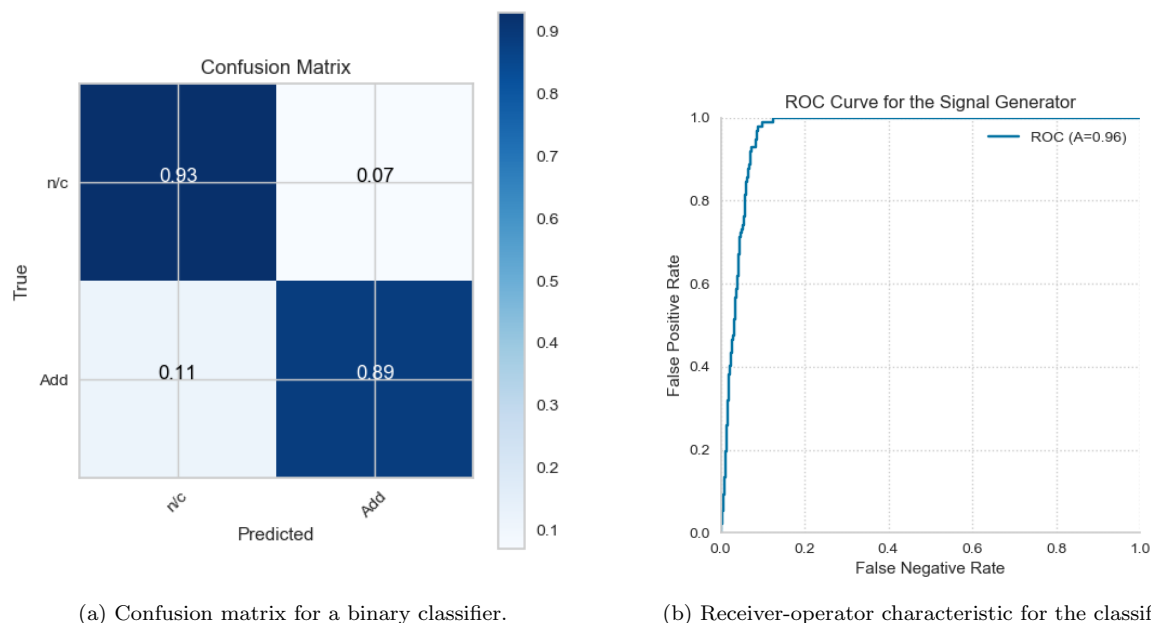 Confusion Matrix
n/c
Add
True
0.93
0.07
0.11
0.89
n/c
Add
Predicted
0.9
0.8
0.7
0.6
0.5
0.4
0.3
0.2
0.1
(a) Confusion matrix for a binary classifier.
ROC Curve for the Signal Generator
ROC (A=0.96)
False Positive Rate
1.0
0.8
0.6
0.4
0.2
0.0
0.0
0.2
0.4
0.6
0.8
1.0
False Negative Rate
(b) Receiver-operator characteristic for the classif